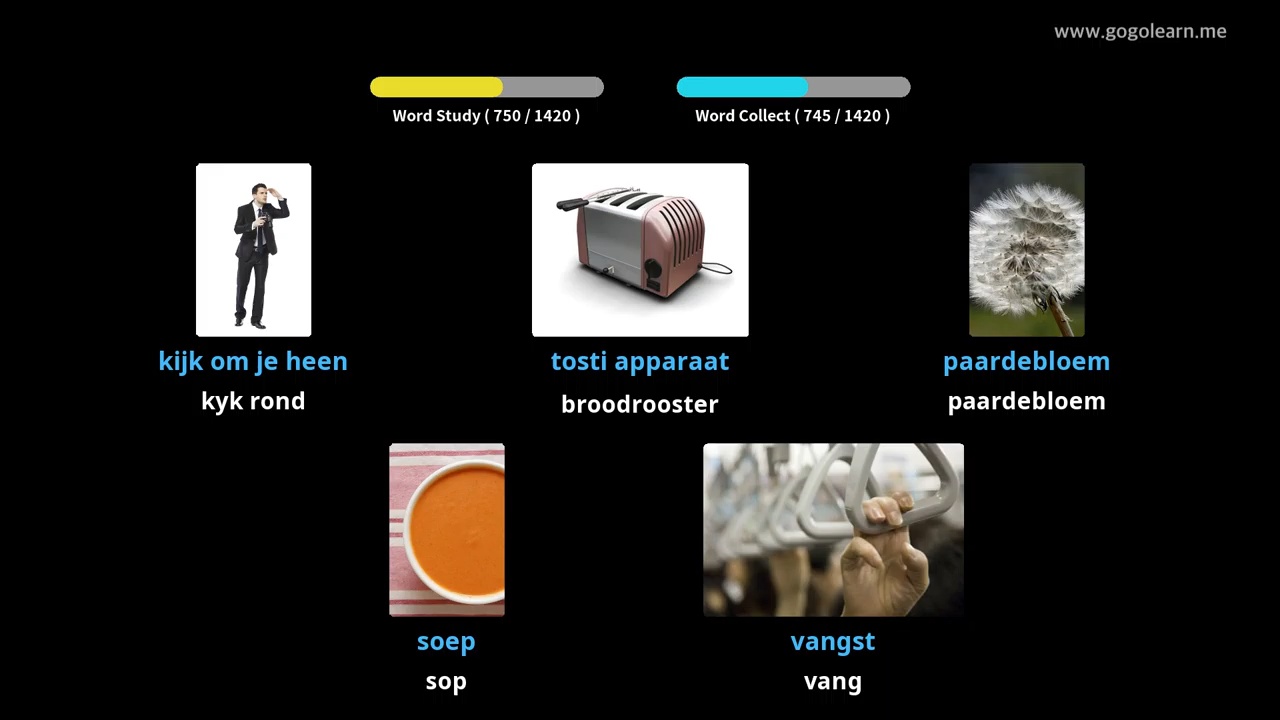 www.gogolearn.me
Word Study ( 750 / 1420 )
Word Collect ( 745 / 1420 )
kijk om je heen
kyk rond
tosti apparaat
broodrooster
paardebloem
paardebloem
soep
sop
vangst
vang